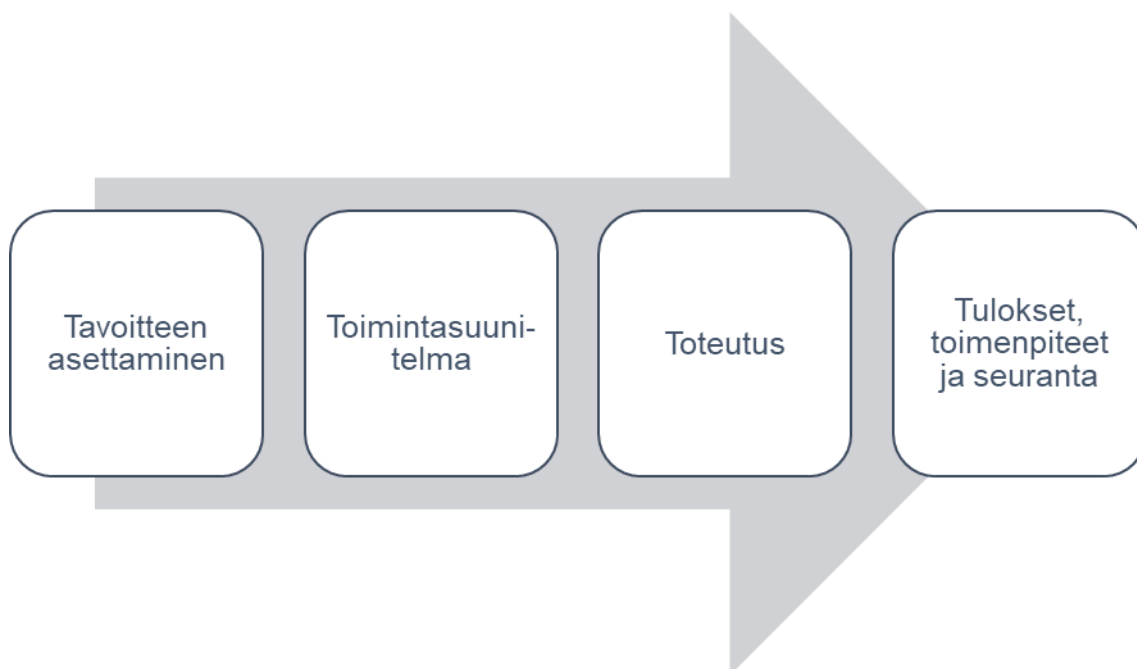 Tavoitteen
asettaminen
Toimintasuuni-
telma
Toteutus
Tulokset,
toimenpiteet
ja seuranta